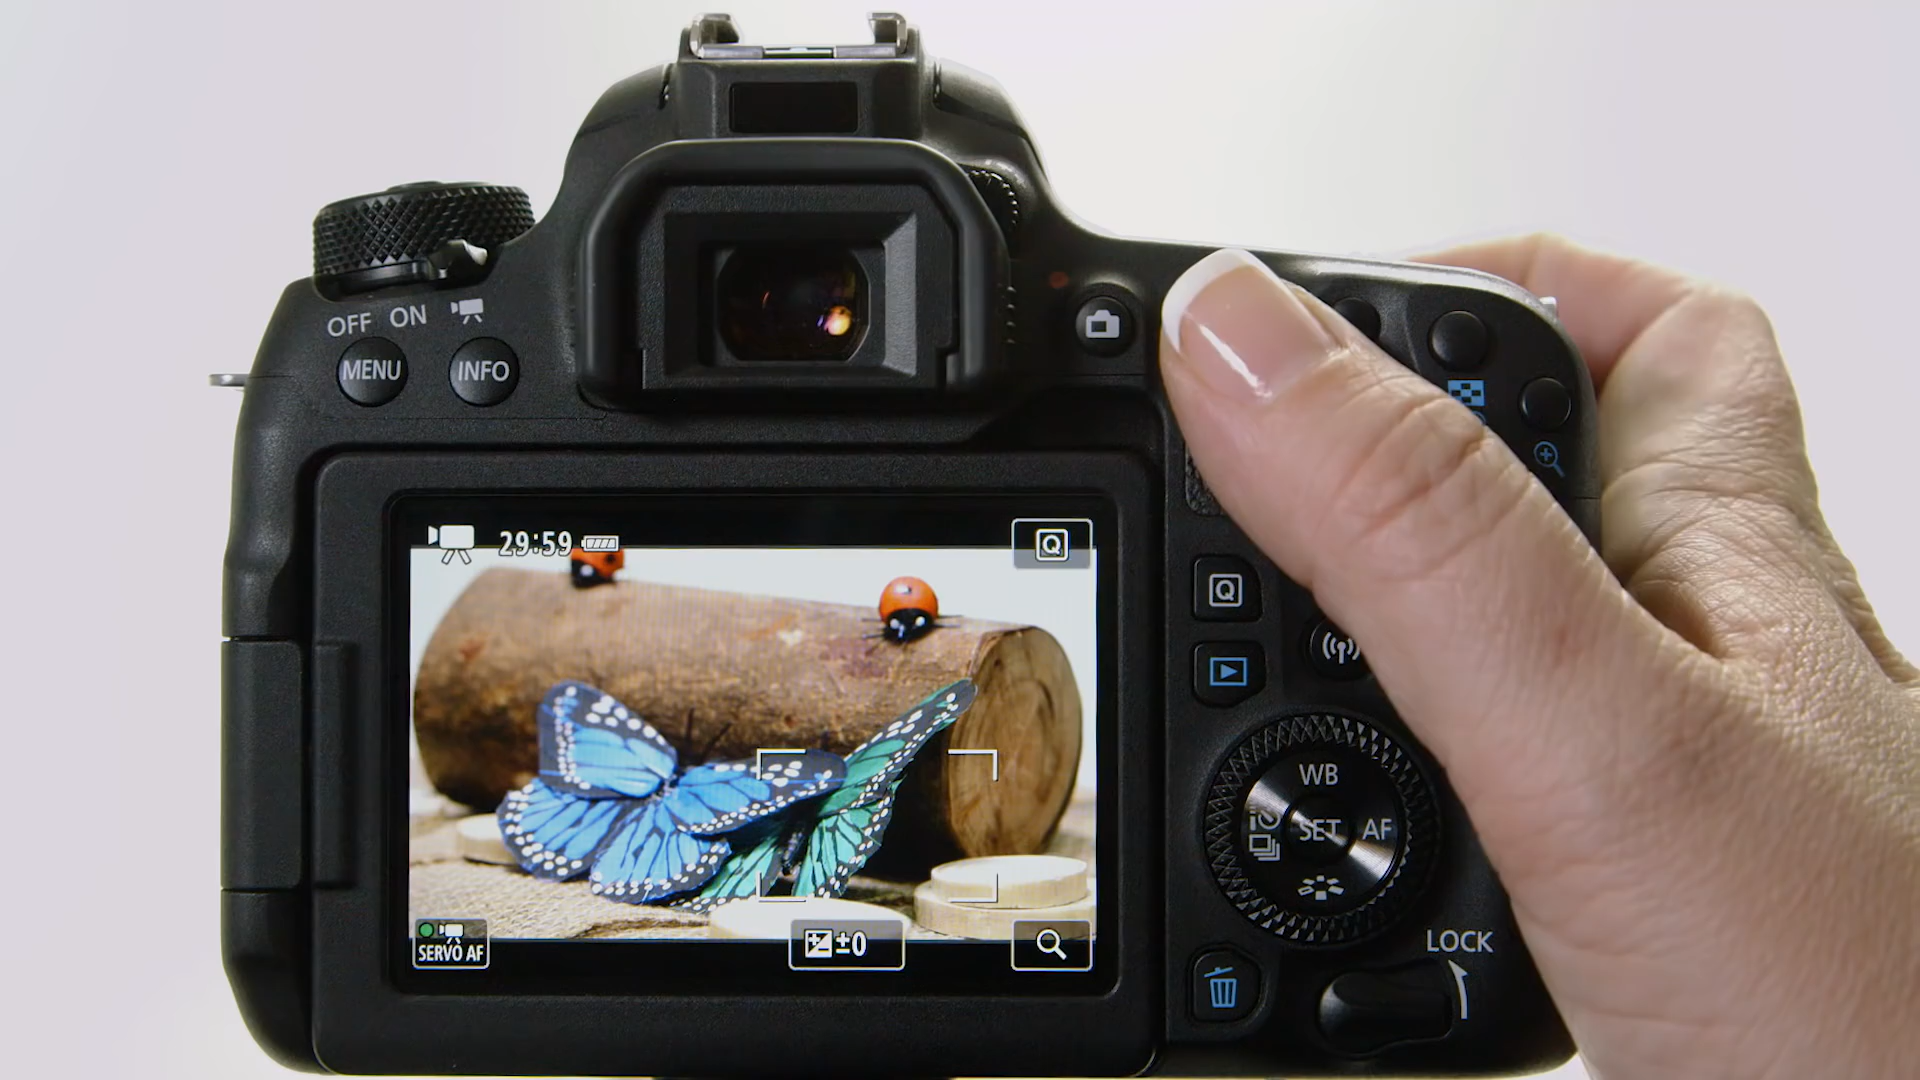 OFF ON
MENU INFO
29:59
Q
Q
WB
SET AF
SERVO AF
±0
LOCK